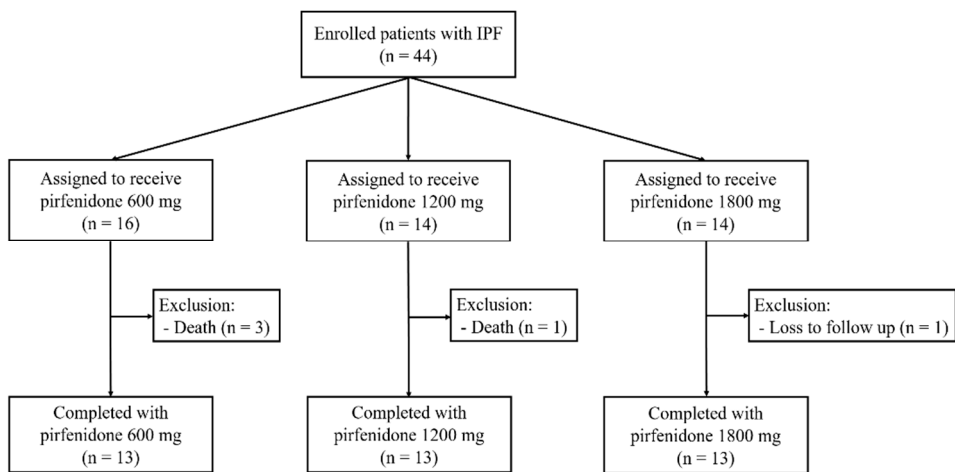 Enrolled patients with IPF
(n = 44)
Assigned to receive
pirfenidone 600 mg
(n = 16)
Assigned to receive
pirfenidone 1200 mg
(n = 14)
Assigned to receive
pirfenidone 1800 mg
(n = 14)
Exclusion:
- Death (n = 3)
Exclusion:
- Death (n = 1)
Exclusion:
- Loss to follow up (n = 1)
Completed with
pirfenidone 600 mg
(n = 13)
Completed with
pirfenidone 1200 mg
(n = 13)
Completed with
pirfenidone 1800 mg
(n = 13)